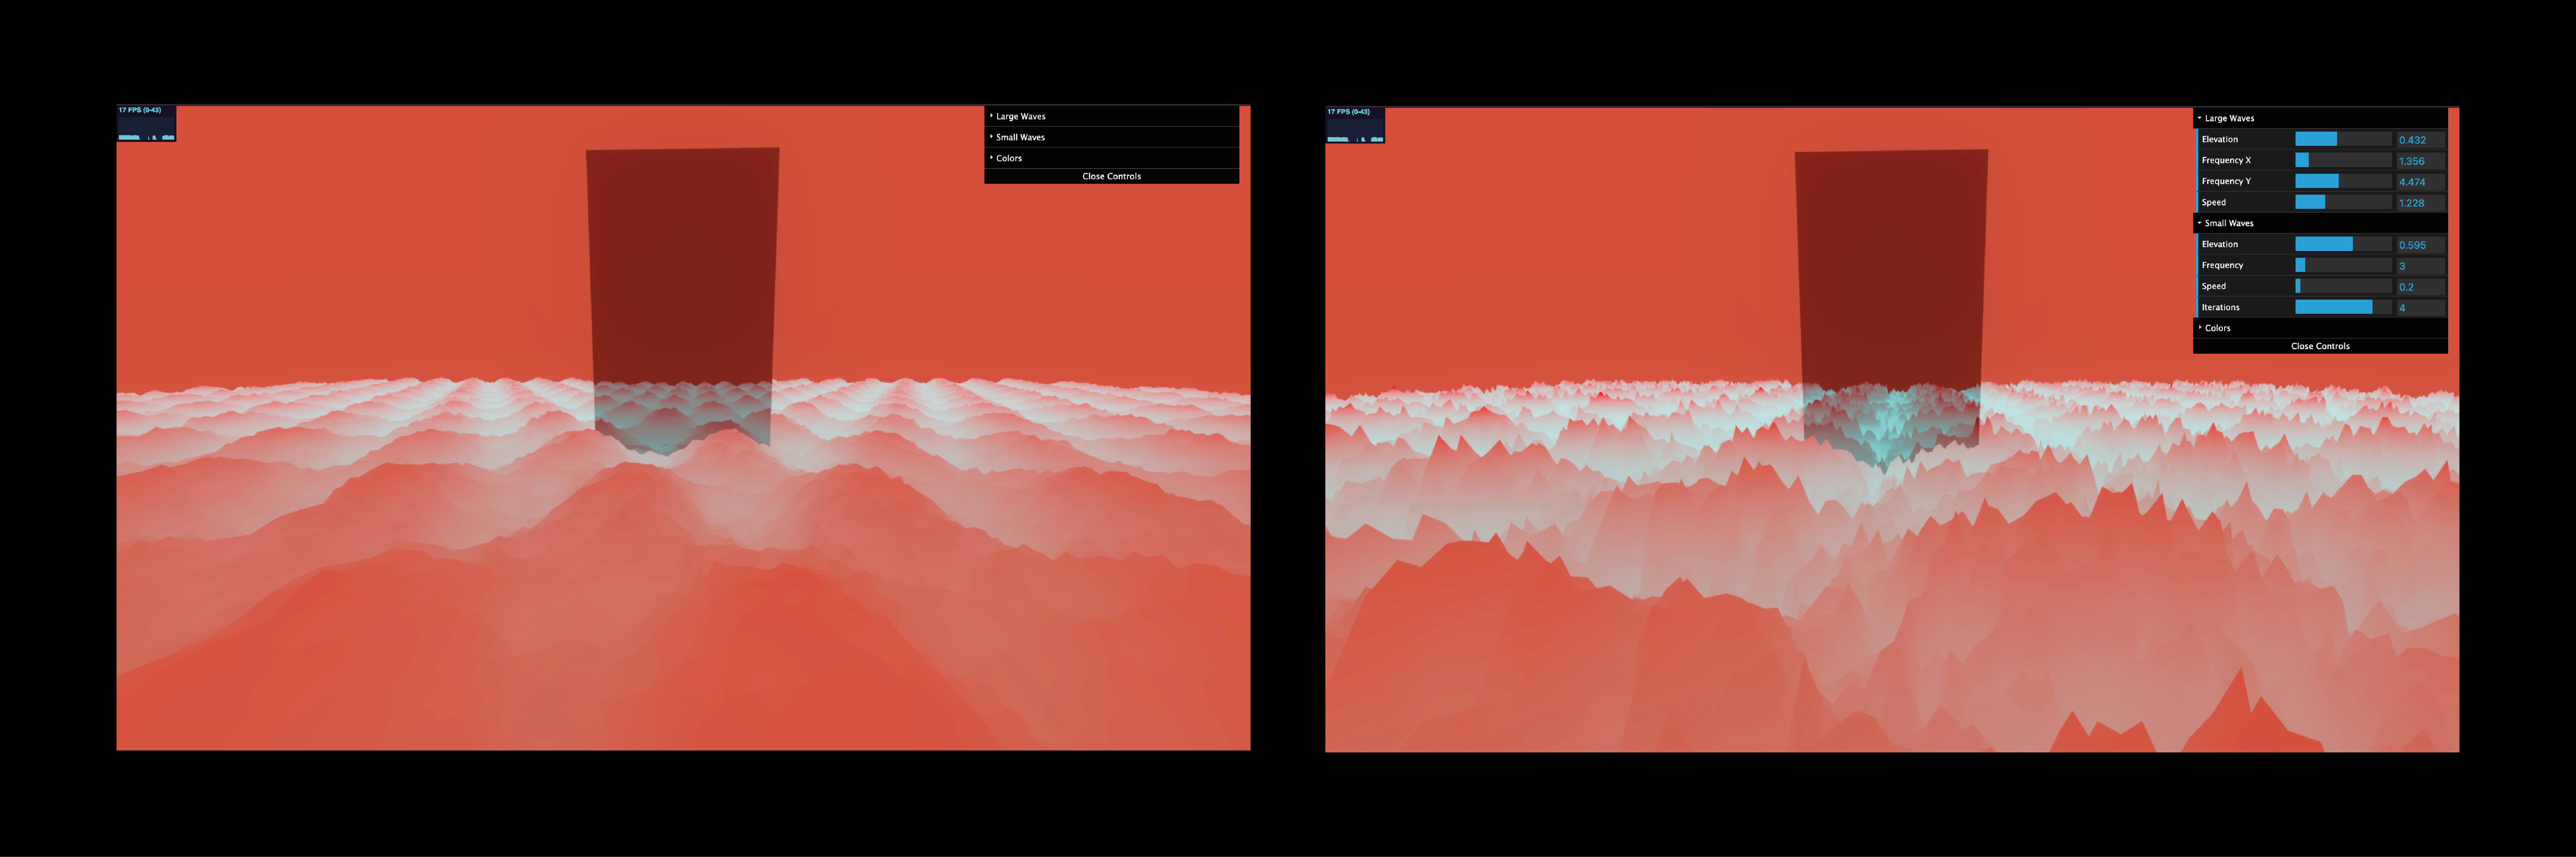 17 FPS (0-43)
Large Waves
Small Waves
Colors
Close Controls
17 FPS (0-43)
Large Waves
Elevation 0.432
Frequency X 1.356
Frequency Y 4.474
Speed 1.228
Small Waves
Elevation 0.595
Frequency 3
Speed 0.2
Iterations 4
Colors
Close Controls